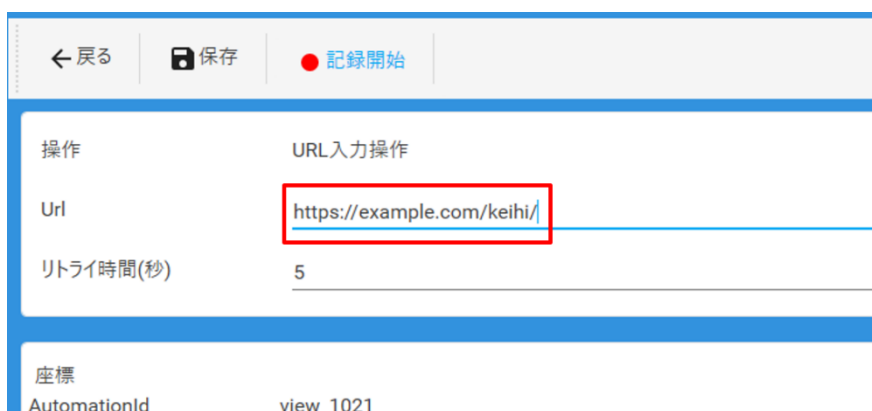 戻る 保存 記録開始
操作 URL入力操作
Url https://example.com/keihi/
リトライ時間(秒) 5
座標
AutomationId view_1021